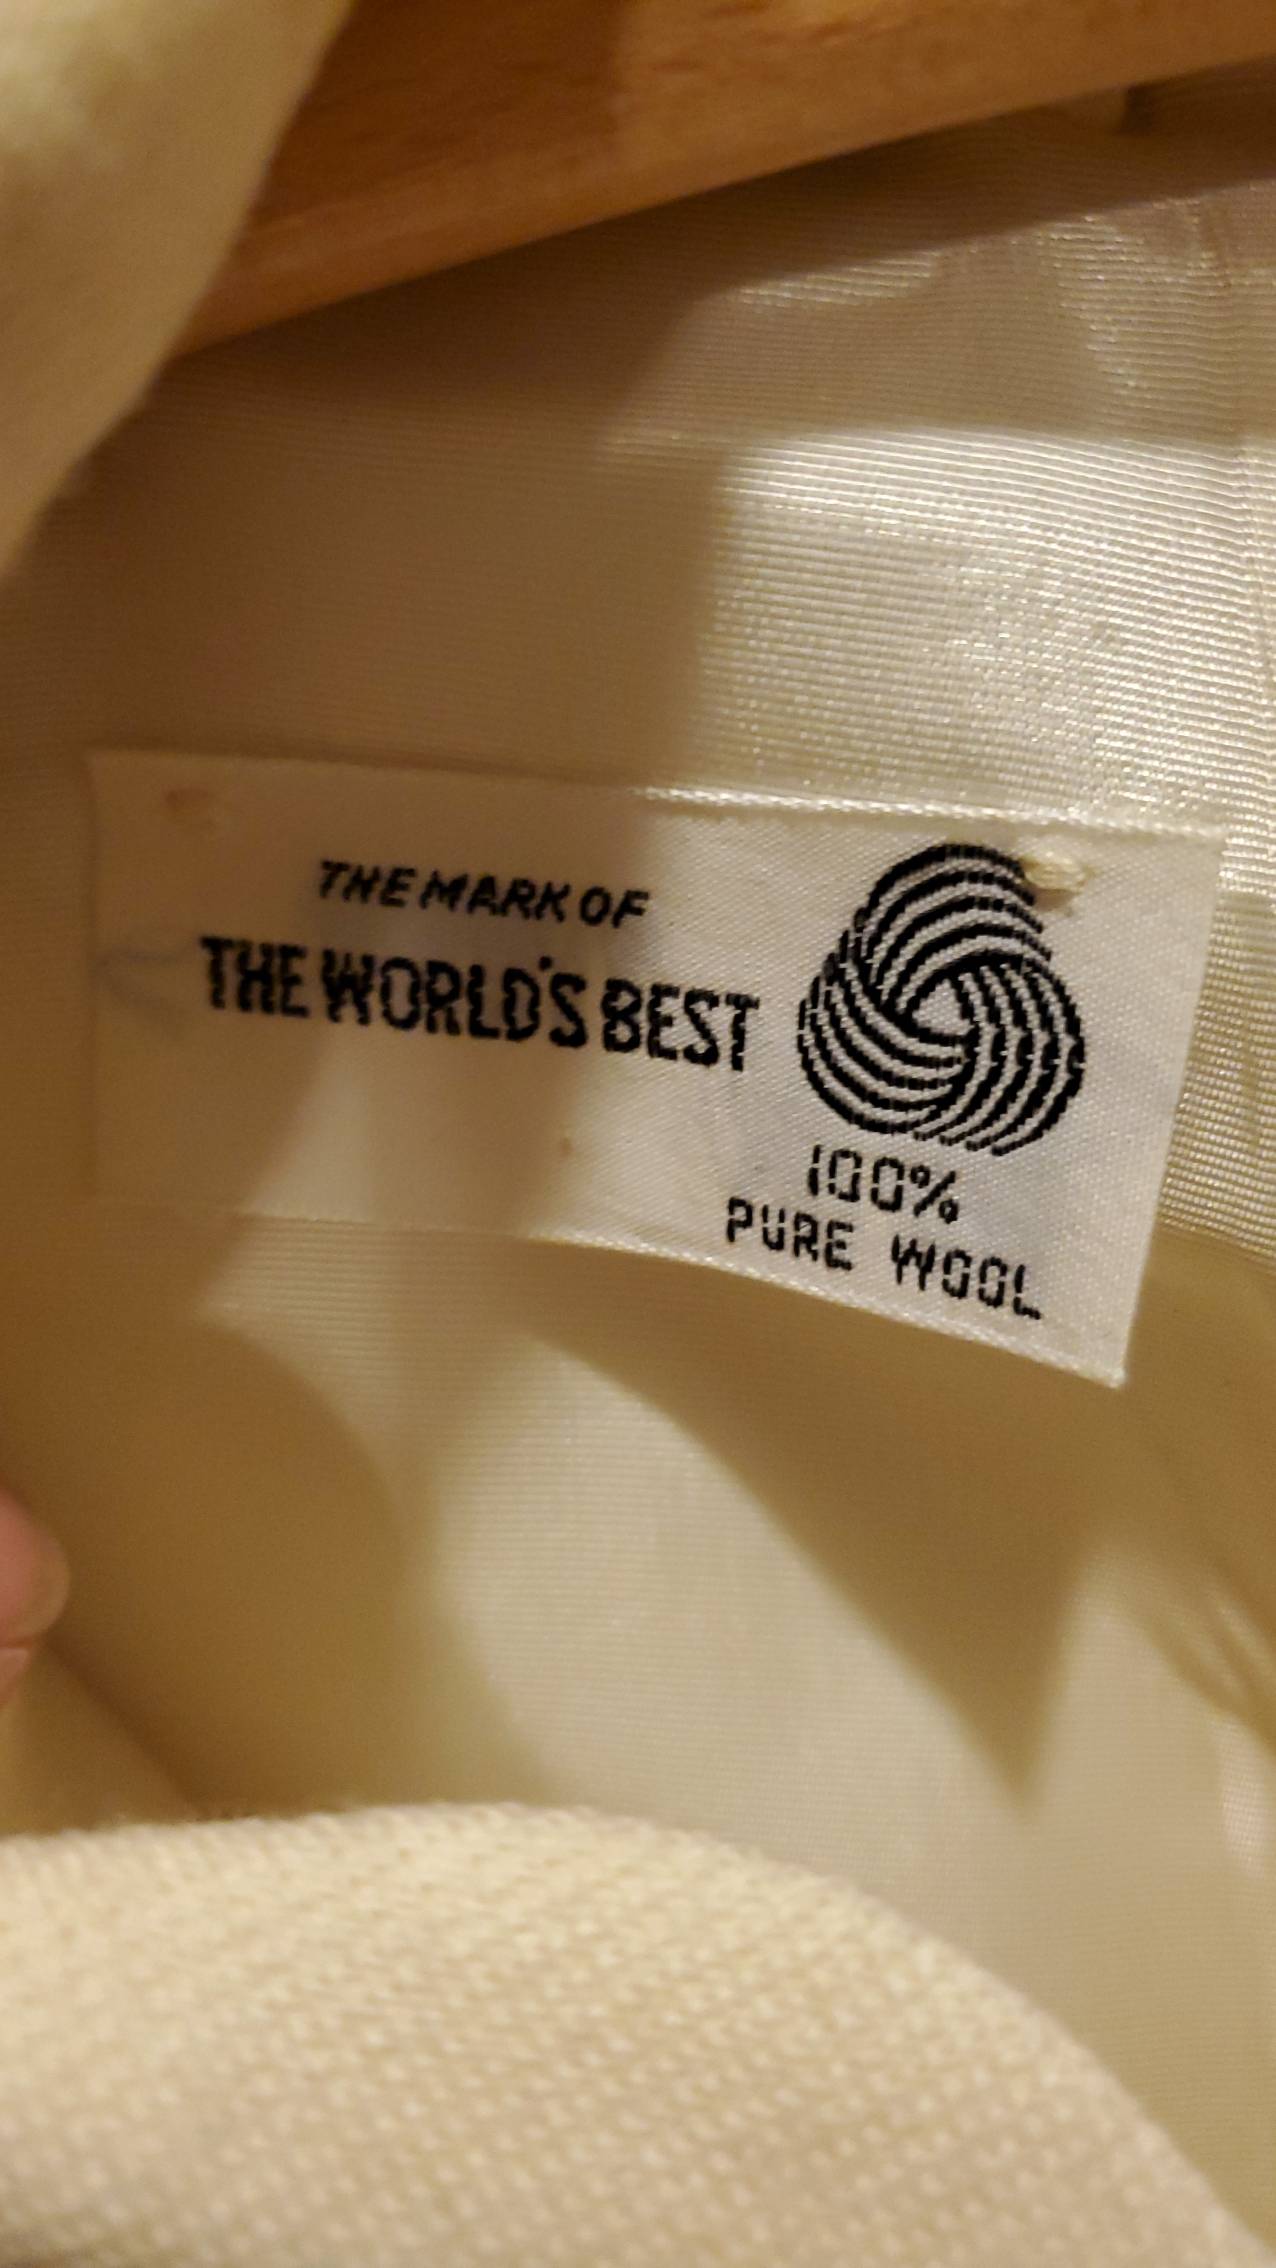 THE MARK OF
THE WORLD'S BEST
100%
PURE WOOL